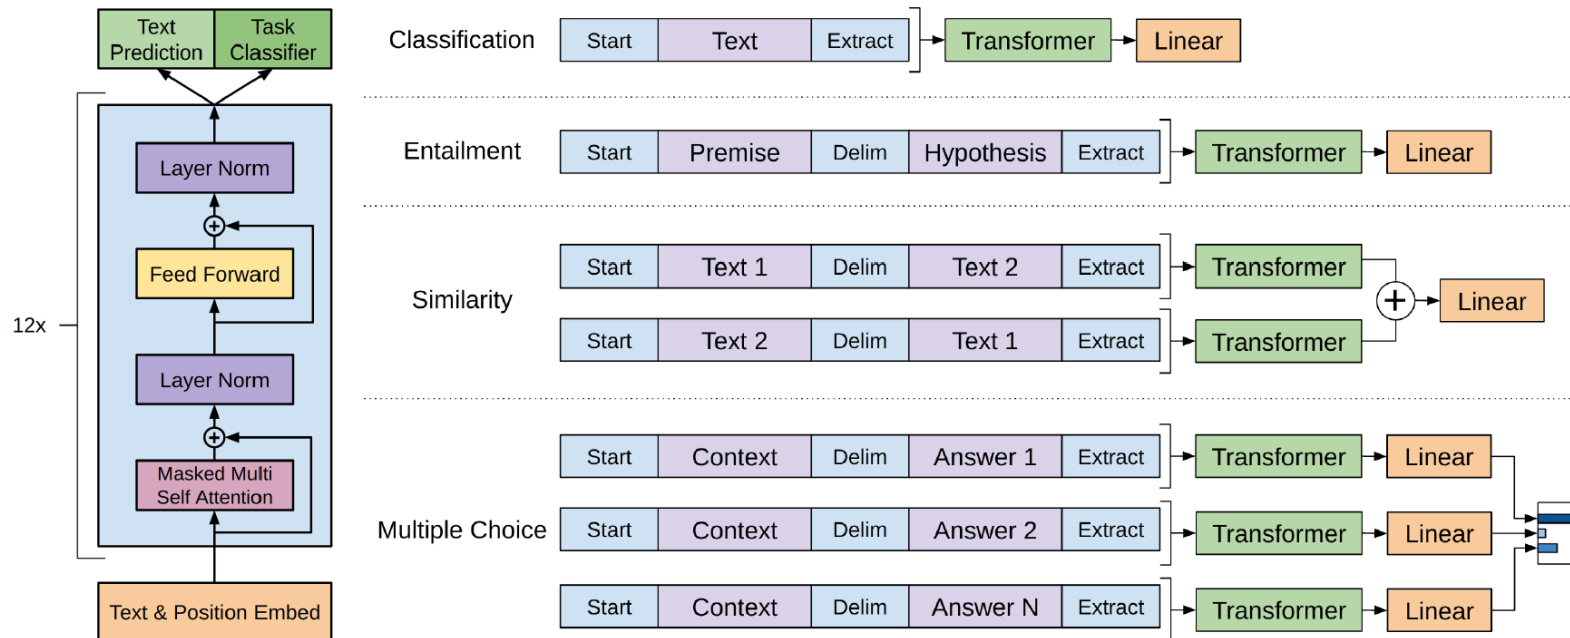 Text
Prediction
Task
Classifier
Layer Norm
+
Feed Forward
12x
Layer Norm
+
Masked Multi
Self Attention
Text & Position Embed
Classification Start Text Extract Transformer Linear
Entailment Start Premise Delim Hypothesis Extract Transformer Linear
Similarity
Start Text 1 Delim Text 2 Extract Transformer
+ Linear
Start Text 2 Delim Text 1 Extract Transformer
Multiple Choice
Start Context Delim Answer 1 Extract Transformer Linear
Start Context Delim Answer 2 Extract Transformer Linear
Start Context Delim Answer N Extract Transformer Linear